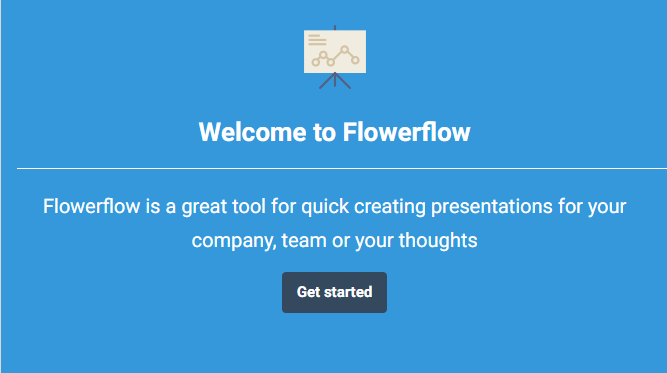 Welcome to Flowerflow
Flowerflow is a great tool for quick creating presentations for your
company, team or your thoughts
Get started